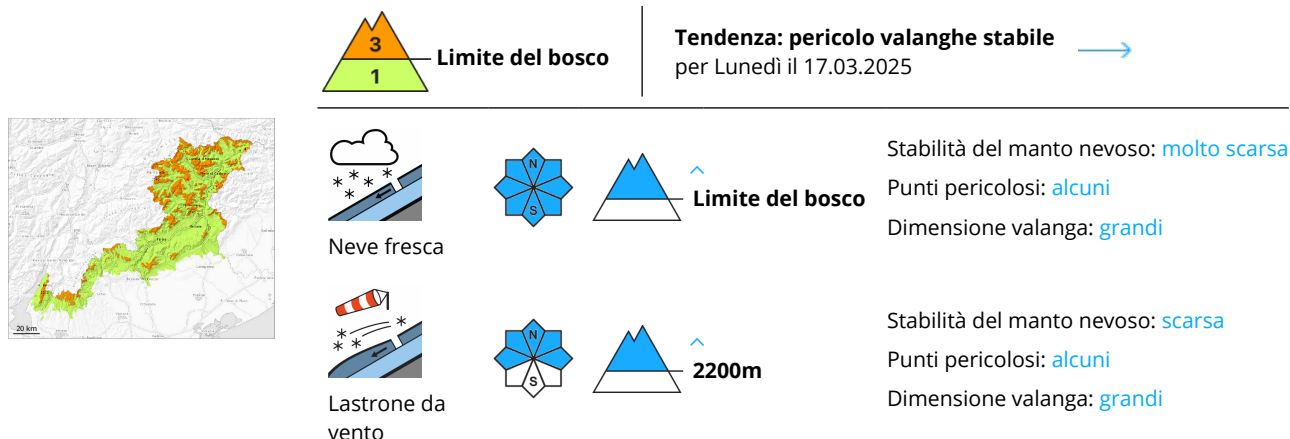 3
Limite del bosco
1
Tendenza: pericolo valanghe stabile
per Lunedì il 17.03.2025
20 km
N
S
Neve fresca
Limite del bosco
Stabilità del manto nevoso: molto scarsa
Punti pericolosi: alcuni
Dimensione valanga: grandi
N
S
Lastrone da
vento
2200m
Stabilità del manto nevoso: scarsa
Punti pericolosi: alcuni
Dimensione valanga: grandi